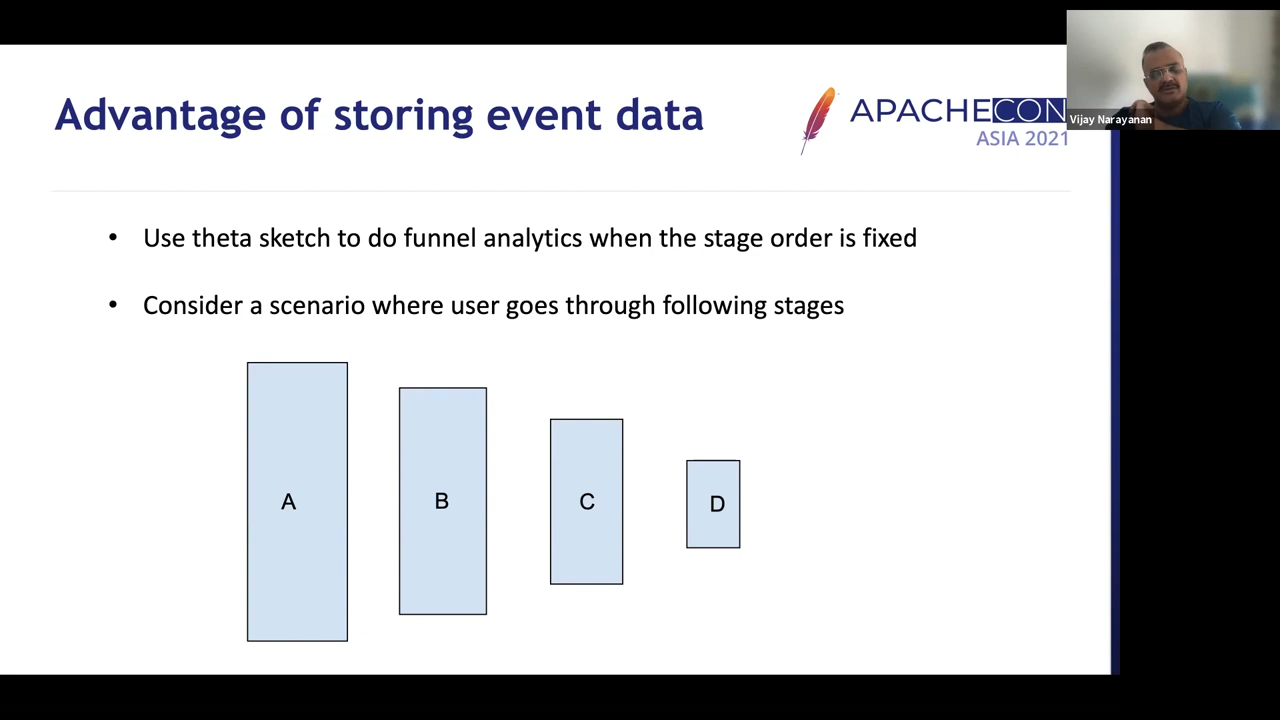 Advantage of storing event data
APACHECON
ASIA 2021
Vijay Narayanan
• Use theta sketch to do funnel analytics when the stage order is fixed
• Consider a scenario where user goes through following stages
A
B
C
D